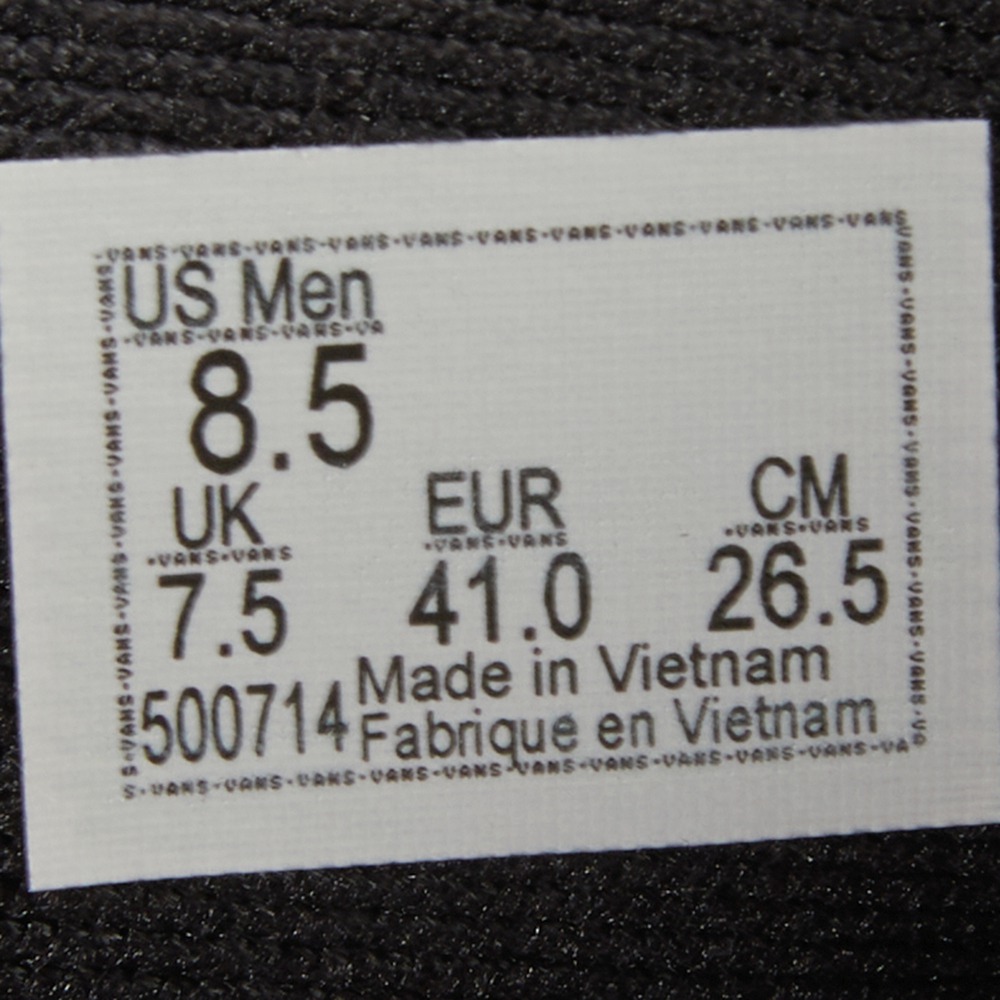 -VANS-VANS-VANS-VANS-VANS-VANS-VANS-VANS-VANS-VANS-VANS
US Men
-VANS-VANS-VANS-VA
8.5
UK EUR CM
-VANS-VANS -VANS-VANS -VANS-VANS
7.5 41.0 26.5
500714 Made in Vietnam
Fabrique en Vietnam
S-VANS-VANS-VANS-VANS-VANS-VANS-VANS-VANS-VANS-VANS-VA